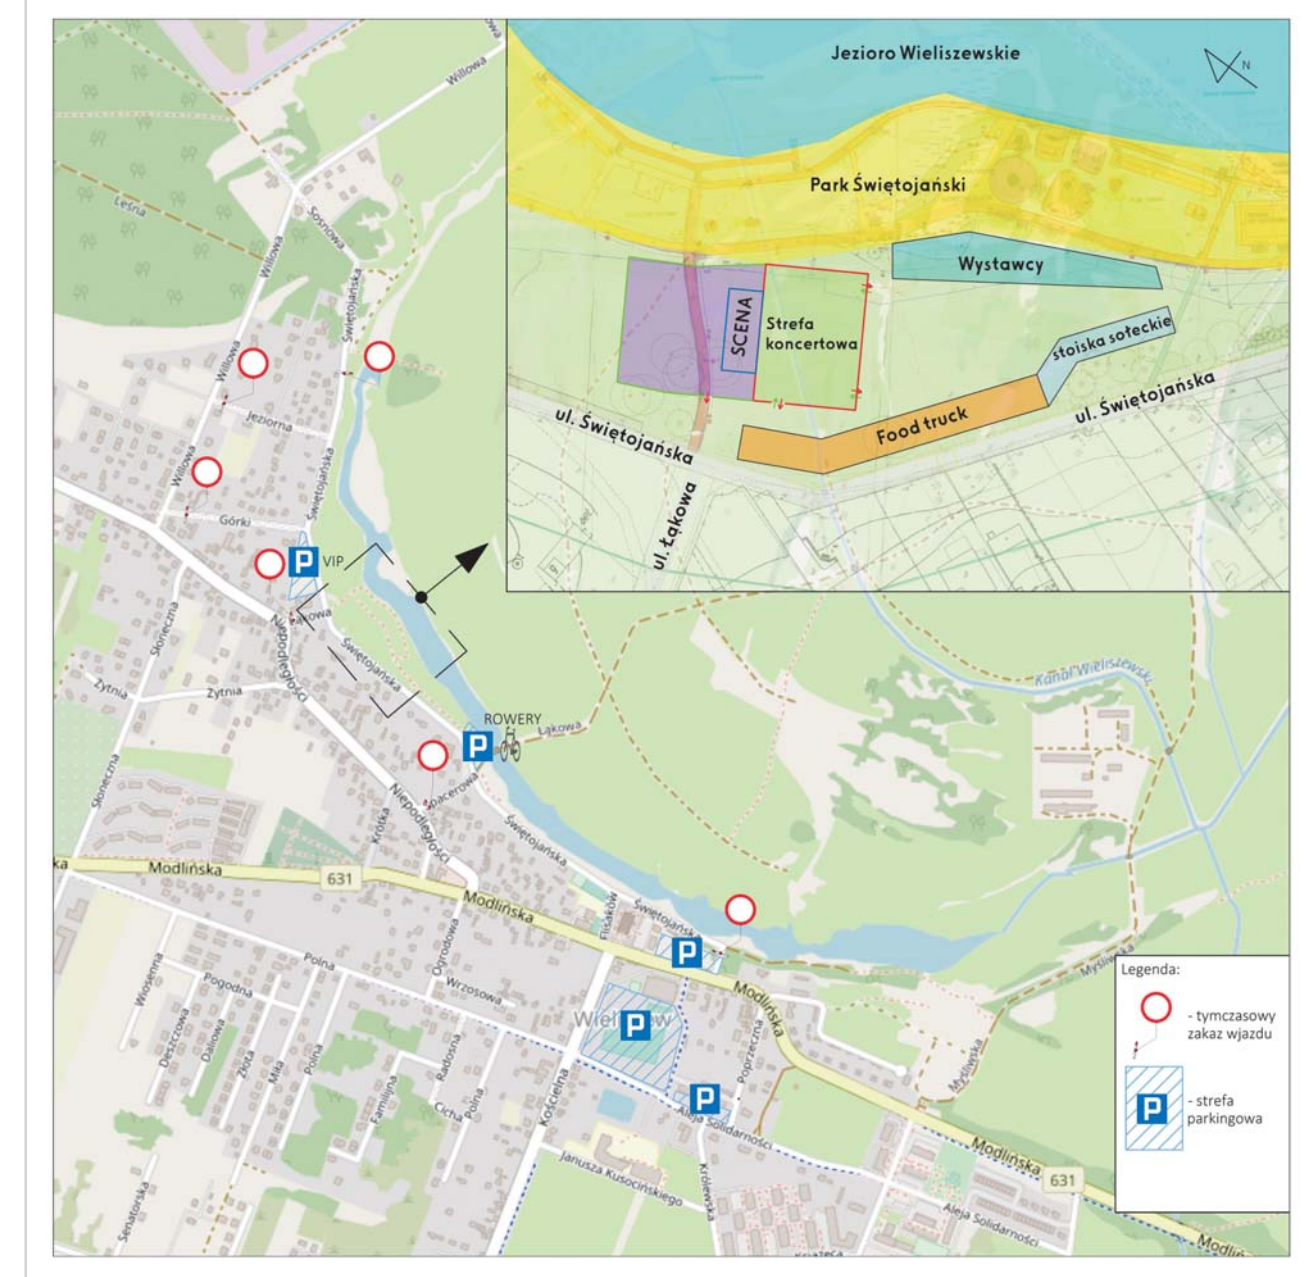 Jezioro Wieliszewskie
N
Park Świętojański
Wystawcy
SCENA
Strefa
koncertowa
stoiska sołeckie
Food truck
ul. Świętojańska
ul. Świętojańska
ul. Łąkowa
Willowa
Leśna
Sosnowa
Willowa
Świętojańska
Willowa
Jeziorna
Willowa
Świętojańska
Górki
P
VIP
Słoneczna
Niepodległości
Świętojańska
Żytnia
Żytnia
Kanał Wieliszewski
ROWERY
P
Łąkowa
Słoneczna
Spacerowa
Niepodległości
Krótka
Świętojańska
ka
Modlińska
631
Modlińska
Flisaków
Świętojańska
P
Ogrodowa
Polna
Wrzosowa
Wiosenna
Pogodna
Modlińska
Myśliwska
P
Deszczowa
Daliowa
Złota
Miła
Polna
Radosna
Familijna
Cicha
Polna
Kościelna
Poprzeczna
Myśliwska
P
Aleja Solidarności
Janusza Kusocińskiego
Królewska
Modlińska
631
Aleja Solidarności
Senatorska
Książęca
Legenda:
- tymczasowy
zakaz wjazdu
P
- strefa
parkingowa